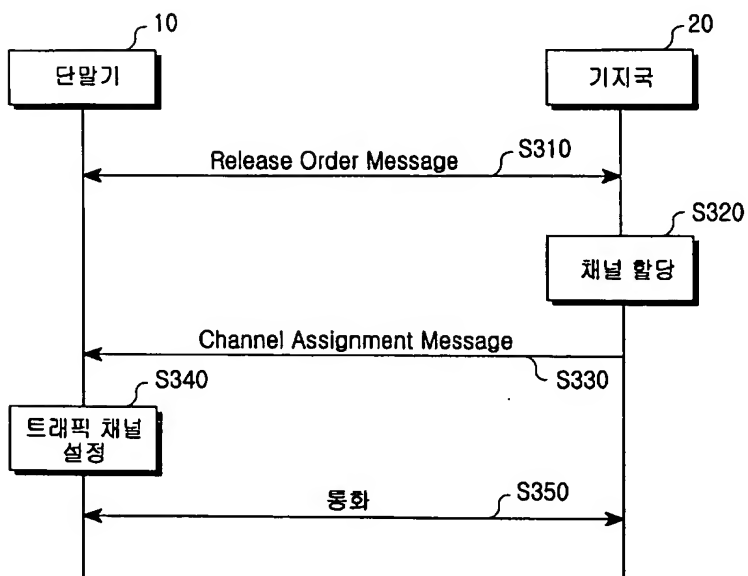 10
20
단말기
기지국
Release Order Message
S310
S320
채널 할당
Channel Assignment Message
S330
S340
트래픽 채널
설정
통화
S350